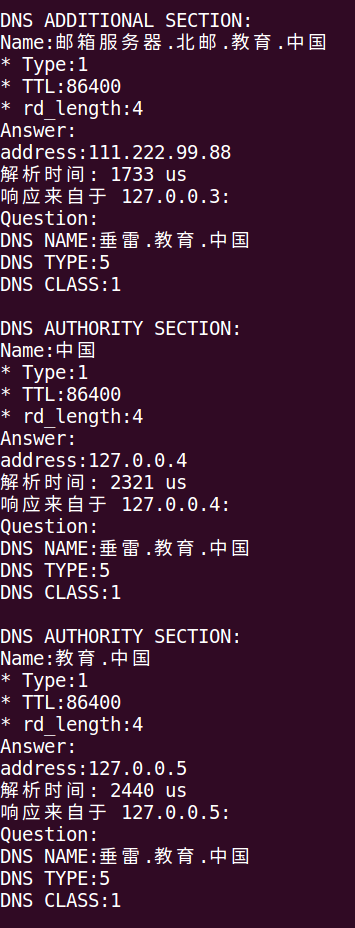 DNS ADDITIONAL SECTION:
Name:邮箱服务器.北邮.教育.中国
* Type:1
* TTL:86400
* rd_length:4
Answer:
address:111.222.99.88
解析时间: 1733 us
响应来自于 127.0.0.3:
Question:
DNS NAME:垂雷.教育.中国
DNS TYPE:5
DNS CLASS:1

DNS AUTHORITY SECTION:
Name:中国
* Type:1
* TTL:86400
* rd_length:4
Answer:
address:127.0.0.4
解析时间: 2321 us
响应来自于 127.0.0.4:
Question:
DNS NAME:垂雷.教育.中国
DNS TYPE:5
DNS CLASS:1

DNS AUTHORITY SECTION:
Name:教育.中国
* Type:1
* TTL:86400
* rd_length:4
Answer:
address:127.0.0.5
解析时间: 2440 us
响应来自于 127.0.0.5:
Question:
DNS NAME:垂雷.教育.中国
DNS TYPE:5
DNS CLASS:1